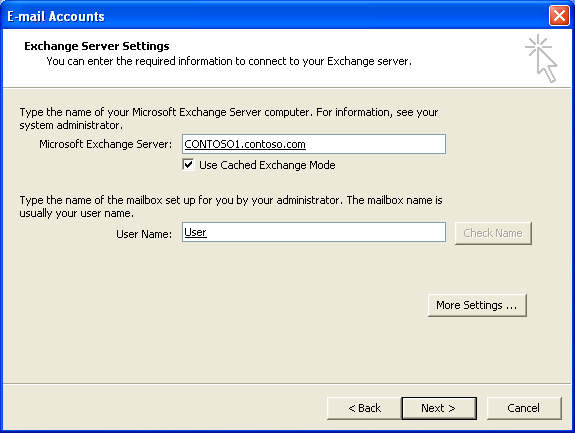 E-mail Accounts
Exchange Server Settings
You can enter the required information to connect to your Exchange server.
Type the name of your Microsoft Exchange Server computer. For information, see your
system administrator.
Microsoft Exchange Server: CONTOSO1.contoso.com
Use Cached Exchange Mode
Type the name of the mailbox set up for you by your administrator. The mailbox name is
usually your user name.
User Name: User Check Name
More Settings ...
< Back Next > Cancel